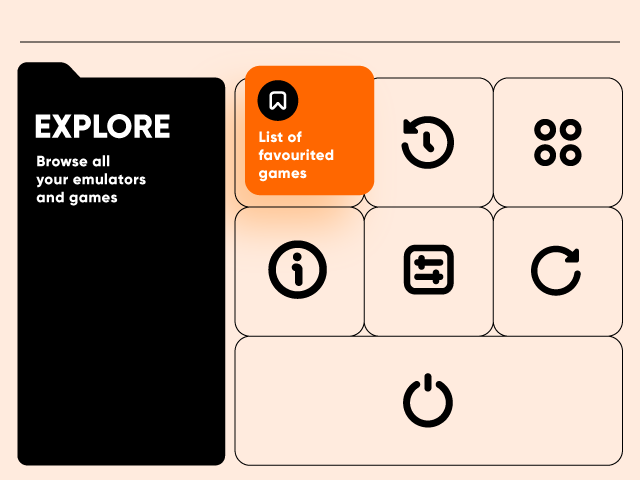 EXPLORE
Browse all
your emulators
and games
List of
favourited
games